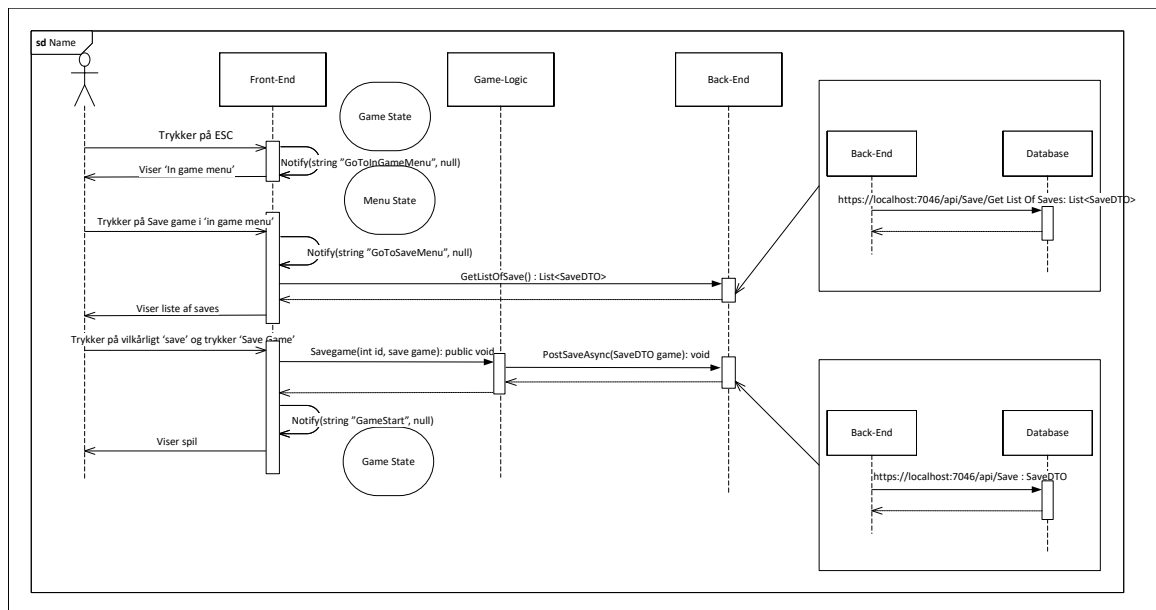 sd Name
Front-End
Game-Logic
Back-End
Game State
Trykker på ESC
Notify(string "GoToInGameMenu", null)
Viser 'In game menu'
Menu State
Trykker på Save game i 'in game menu'
Notify(string "GoToSaveMenu", null)
GetListOfSave() : List<SaveDTO>
Viser liste af saves
Trykker på vilkårligt 'save' og trykker 'Save Game'
Savegame(int id, save game): public void
PostSaveAsync(SaveDTO game): void
Notify(string "GameStart", null)
Viser spil
Game State
Back-End
Database
https://localhost:7046/api/Save/Get List Of Saves: List<SaveDTO>
Back-End
Database
https://localhost:7046/api/Save : SaveDTO